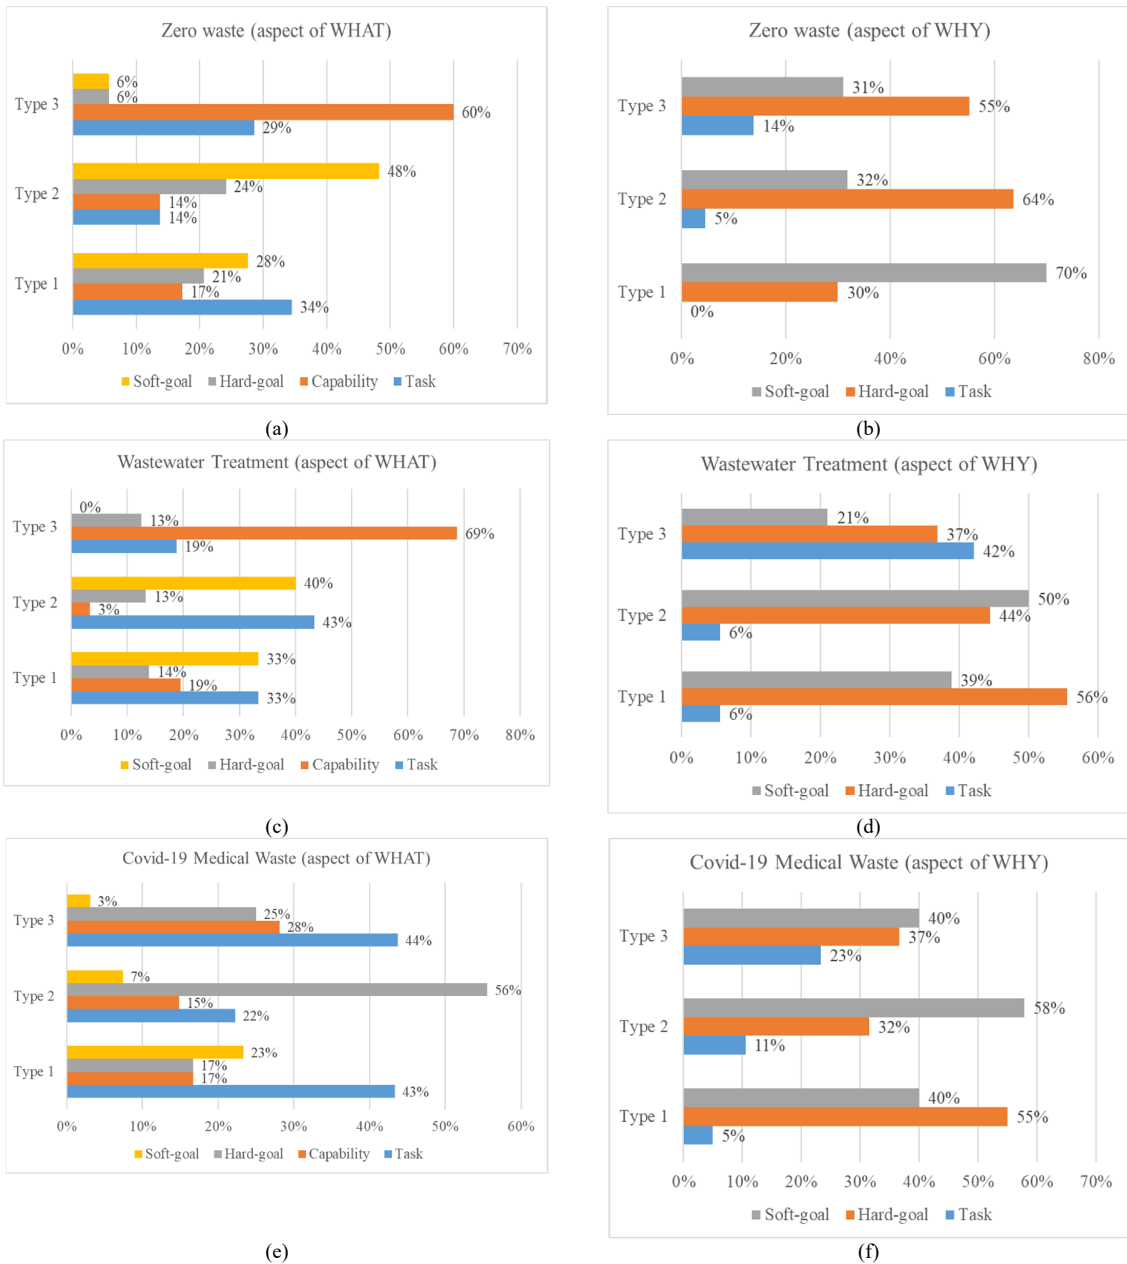 Zero waste (aspect of WHAT)
Type 3
6%
6%
60%
29%
Type 2
48%
24%
14%
14%
Type 1
28%
21%
17%
34%
0% 10% 20% 30% 40% 50% 60% 70%
Soft-goal Hard-goal Capability Task
(a)
Zero waste (aspect of WHY)
Type 3
31%
55%
14%
Type 2
32%
64%
5%
Type 1
70%
30%
0%
0% 20% 40% 60% 80%
Soft-goal Hard-goal Task
(b)
Wastewater Treatment (aspect of WHAT)
Type 3
0%
13%
69%
19%
Type 2
40%
13%
3%
43%
Type 1
33%
14%
19%
33%
0% 10% 20% 30% 40% 50% 60% 70% 80%
Soft-goal Hard-goal Capability Task
(c)
Wastewater Treatment (aspect of WHY)
Type 3
21%
37%
42%
Type 2
50%
44%
6%
Type 1
39%
56%
6%
0% 10% 20% 30% 40% 50% 60%
Soft-goal Hard-goal Task
(d)
Covid-19 Medical Waste (aspect of WHAT)
Type 3
3%
25%
28%
44%
Type 2
7%
56%
15%
22%
Type 1
23%
17%
17%
43%
0% 10% 20% 30% 40% 50% 60%
Soft-goal Hard-goal Capability Task
(e)
Covid-19 Medical Waste (aspect of WHY)
Type 3
40%
37%
23%
Type 2
58%
32%
11%
Type 1
40%
55%
5%
0% 10% 20% 30% 40% 50% 60% 70%
Soft-goal Hard-goal Task
(f)